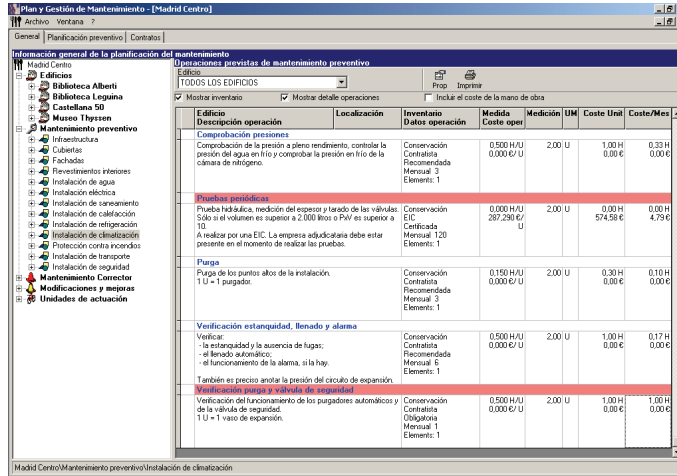 Plan y Gestión de Mantenimiento - [Madrid Centro]
Archivo Ventana ?
General Planificación preventivo Contratos
Información general de la planificación del mantenimiento
Madrid Centro
Edificios
Biblioteca Alberti
Biblioteca Leguina
Castellana 50
Museo Thyssen
Mantenimiento preventivo
Infraestructura
Cubiertas
Fachadas
Revestimientos interiores
Instalación de agua
Instalación eléctrica
Instalación de saneamiento
Instalación de calefacción
Instalación de refrigeración
Instalación de climatización
Protección contra incendios
Instalación de transporte
Instalación de seguridad
Mantenimiento Corrector
Modificaciones y mejoras
Unidades de actuación
Operaciones previstas de mantenimiento preventivo
Edificio
TODOS LOS EDIFICIOS
Prop Imprimir
Mostrar inventario Mostrar detalle operaciones Incluir el coste de la mano de obra
Edificio Localización Inventario Medida Medición UM Coste Unit Coste/Mes
Descripción operación Datos operación Coste oper
Comprobación presiones
Comprobación de la presión a pleno rendimiento, controlar la Conservación 0,500 H/U 2,00 U 1,00 H 0,33 H
presión del agua en frío y comprobar la presión en frío de la Contratista 0,000 €/ U 0,00 € 0,00 €
cámara de nitrógeno. Recomendada
Mensual 3
Elements: 1
Pruebas periódicas
Prueba hidráulica, medición del espesor y tarado de las válvulas. Conservación 0,000 H/U 2,00 U 0,00 H 0,00 H
Sólo si el volumen es superior a 2.000 litros o PxV es superior a EIC 287,290 €/ 574,58 € 4,79 €
10. Certificada U
A realizar por una EIC. La empresa adjudicataria debe estar Mensual 120
presente en el momento de realizar las pruebas. Elements: 1
Purga
Purga de los puntos altos de la instalación. Conservación 0,150 H/U 2,00 U 0,30 H 0,10 H
1 U = 1 purgador. Contratista 0,000 €/ U 0,00 € 0,00 €
Recomendada
Mensual 3
Elements: 1
Verificación estanquidad, llenado y alarma
Verificar: Conservación 0,500 H/U 2,00 U 1,00 H 0,17 H
- la estanquidad y la ausencia de fugas; Contratista 0,000 €/ U 0,00 € 0,00 €
- el llenado automático; Recomendada
- el funcionamiento de la alarma, si la hay. Mensual 6
Elements: 1
También es preciso anotar la presión del circuito de expansión.
Verificación purga y válvula de seguridad
Verificación del funcionamiento de los purgadores automáticos y Conservación 0,500 H/U 2,00 U 1,00 H 1,00 H
de la válvula de seguridad. Contratista 0,000 €/ U 0,00 € 0,00 €
1 U = 1 vaso de expansión. Obligatoria
Mensual 1
Elements: 1
Madrid Centro\Mantenimiento preventivo\Instalación de climatización